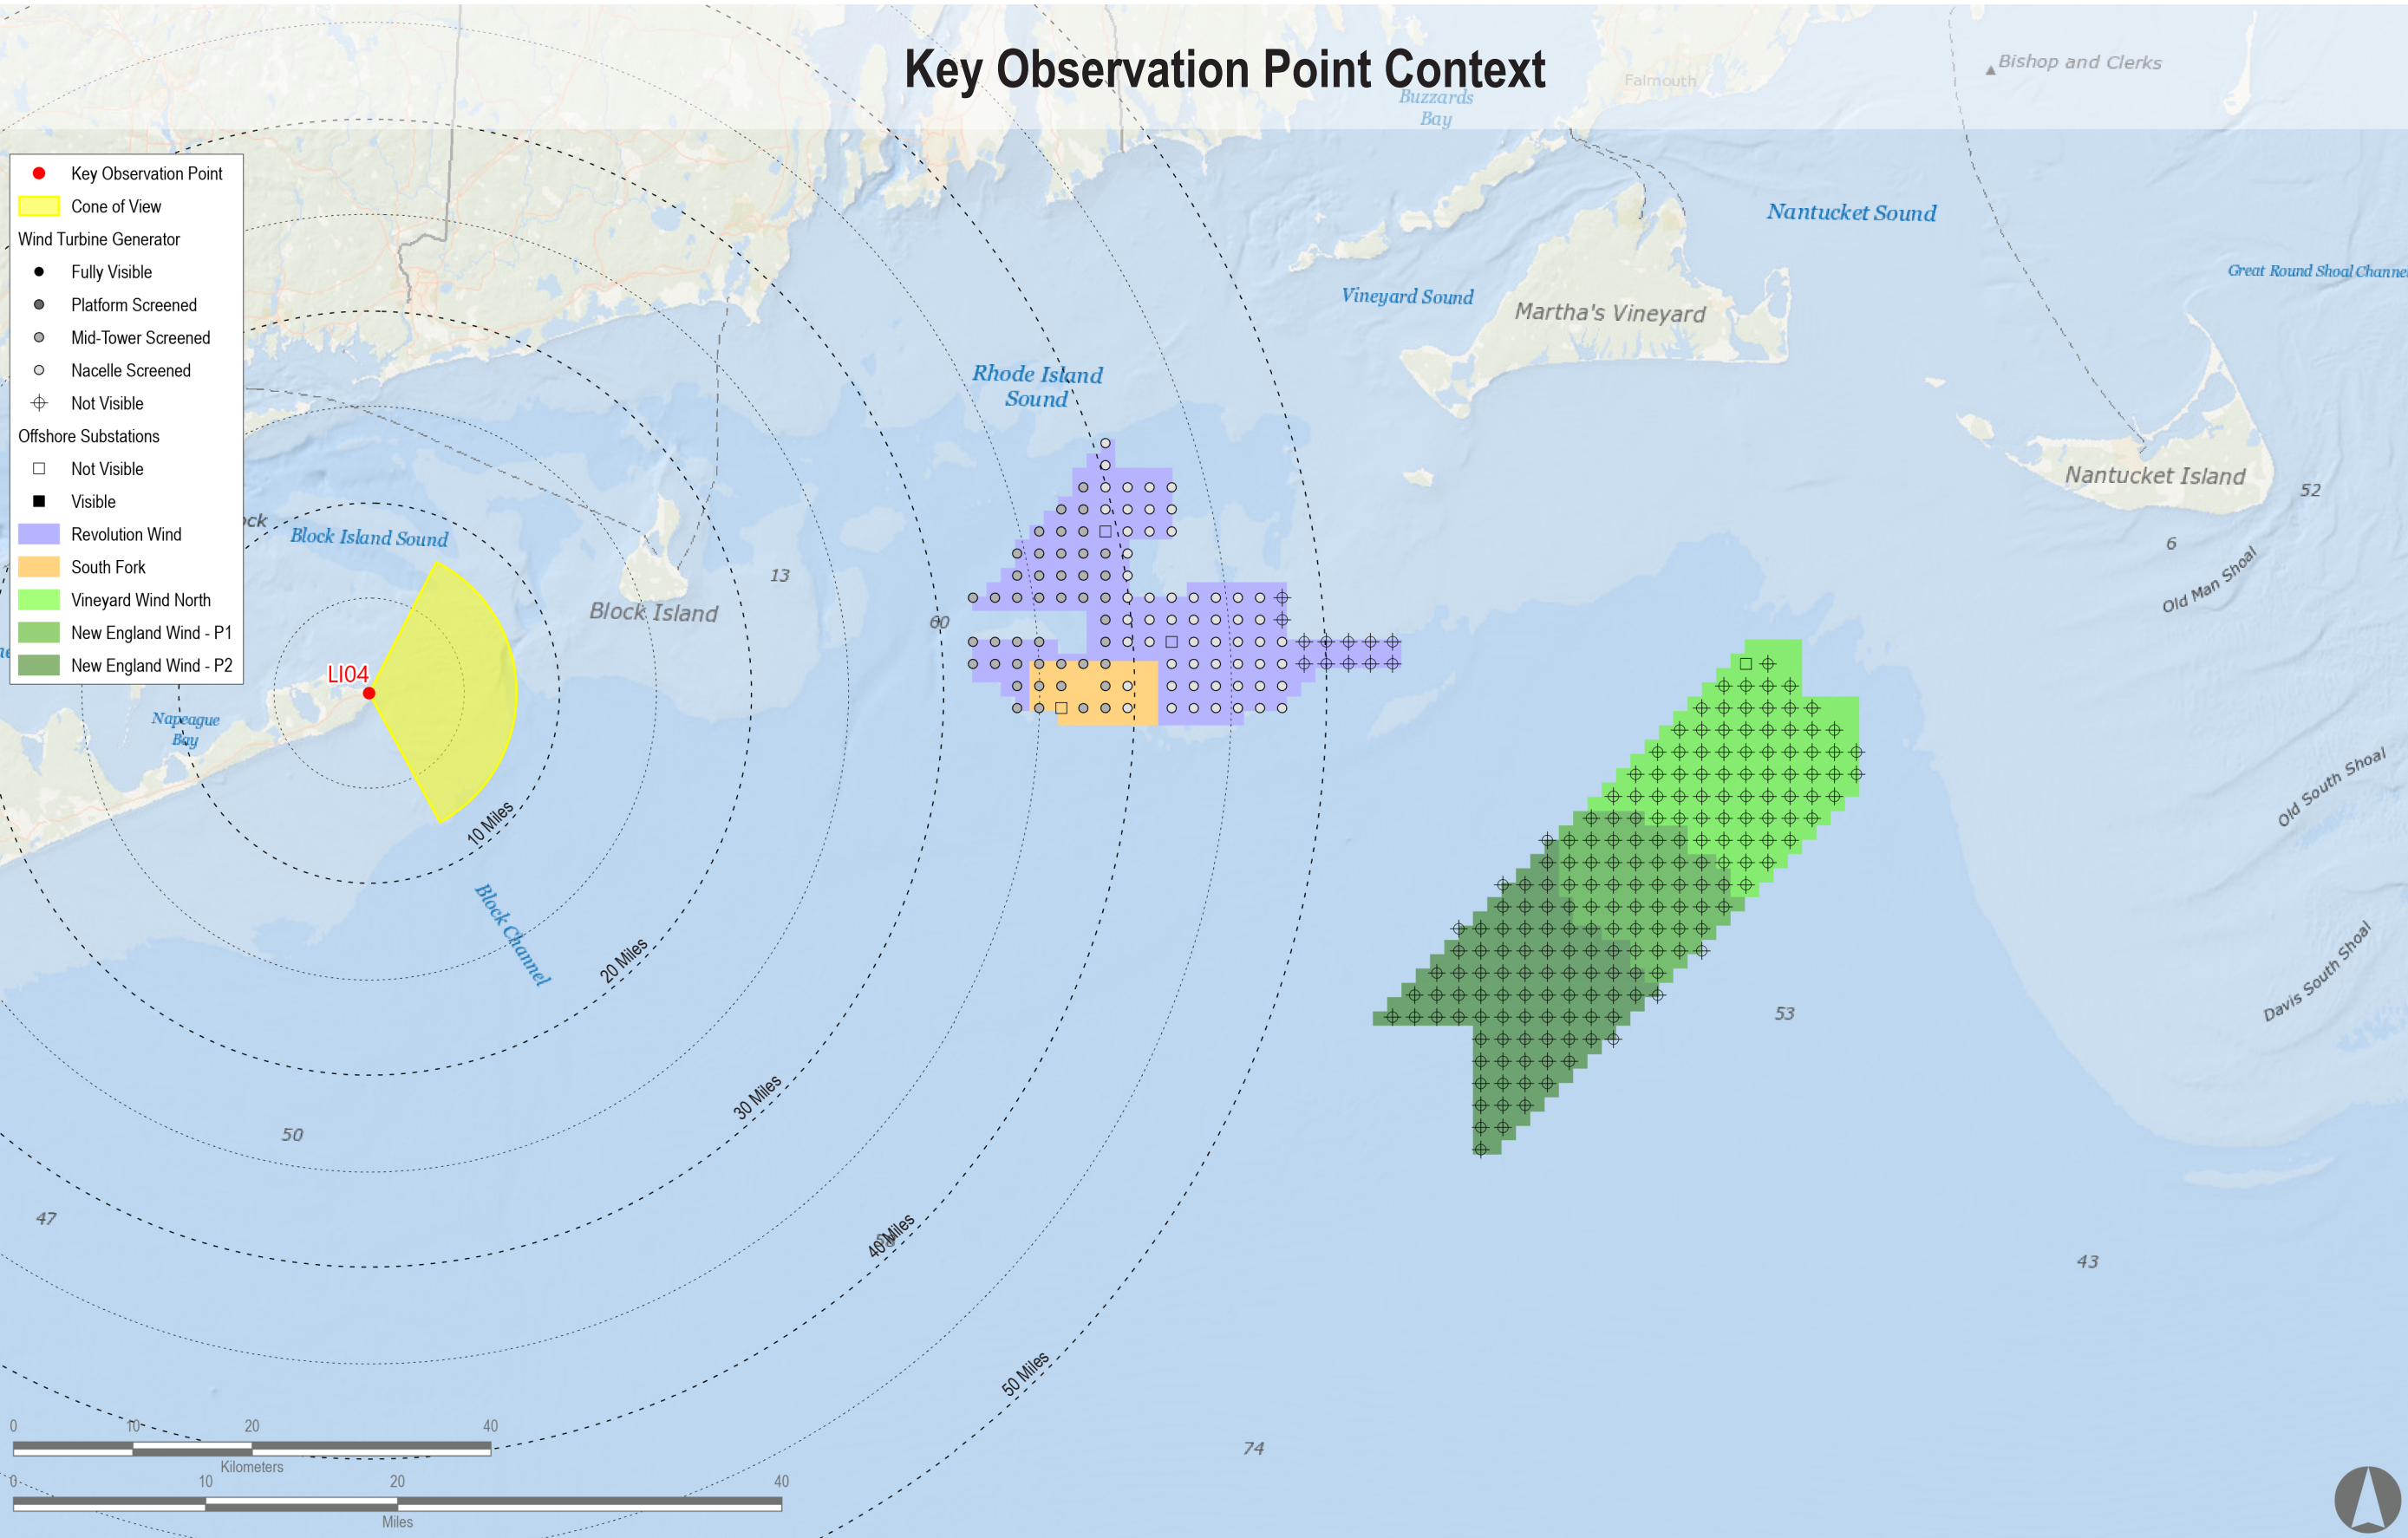 Key Observation Point Context
Bishop and Clerks
Falmouth
Buzzards
Bay
Key Observation Point
Cone of View
Wind Turbine Generator
Fully Visible
Platform Screened
Mid-Tower Screened
Nacelle Screened
Not Visible
Offshore Substations
Not Visible
Visible
Revolution Wind
South Fork
Vineyard Wind North
New England Wind - P1
New England Wind - P2
Nantucket Sound
Great Round Shoal Channel
Vineyard Sound
Martha's Vineyard
Rhode Island
Sound
Nantucket Island
52
6
Old Man Shoal
Block Island Sound
13
Block Island
60
LI04
Napeague
Bay
10 Miles
Block Channel
20 Miles
30 Miles
40 Miles
50 Miles
Old South Shoal
Davis South Shoal
53
50
47
43
74
0 10 20 40
Kilometers
0 10 20 40
Miles